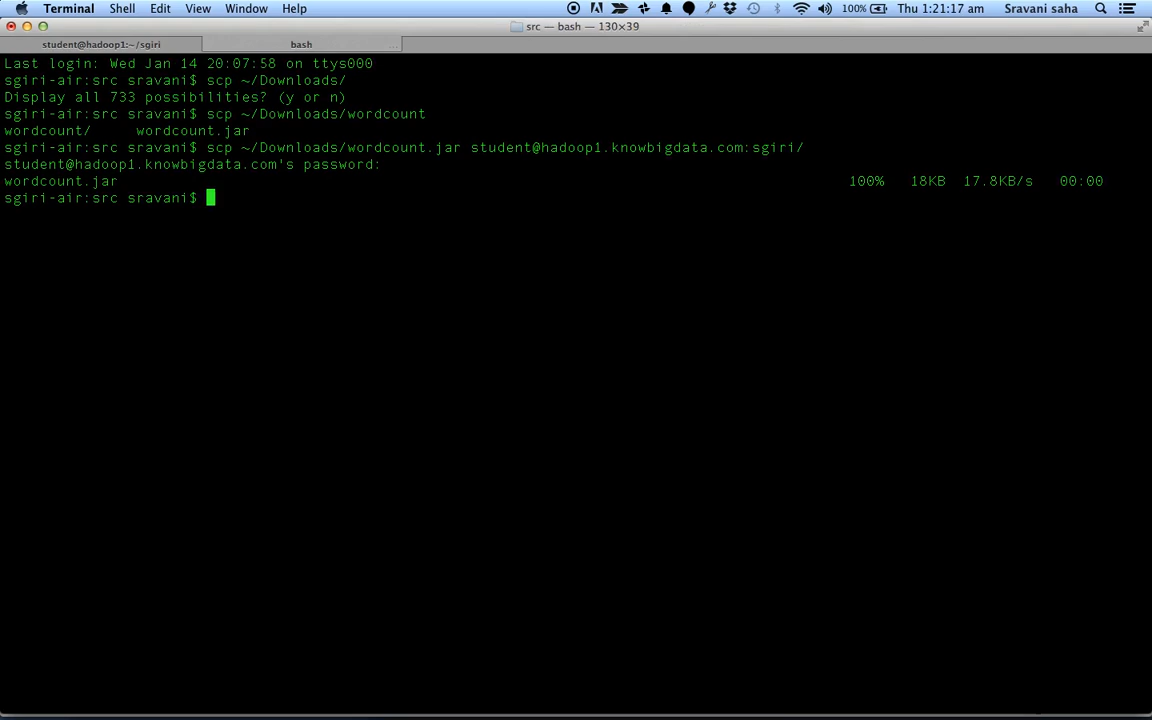 Terminal Shell Edit View Window Help 100% Thu 1:21:17 am Sravani saha
src — bash — 130×39
student@hadoop1:~/sgiri bash ...
Last login: Wed Jan 14 20:07:58 on ttys000
sgiri-air:src sravani$ scp ~/Downloads/
Display all 733 possibilities? (y or n)
sgiri-air:src sravani$ scp ~/Downloads/wordcount
wordcount/ wordcount.jar
sgiri-air:src sravani$ scp ~/Downloads/wordcount.jar student@hadoop1.knowbigdata.com:sgiri/
student@hadoop1.knowbigdata.com's password:
wordcount.jar 100% 18KB 17.8KB/s 00:00
sgiri-air:src sravani$